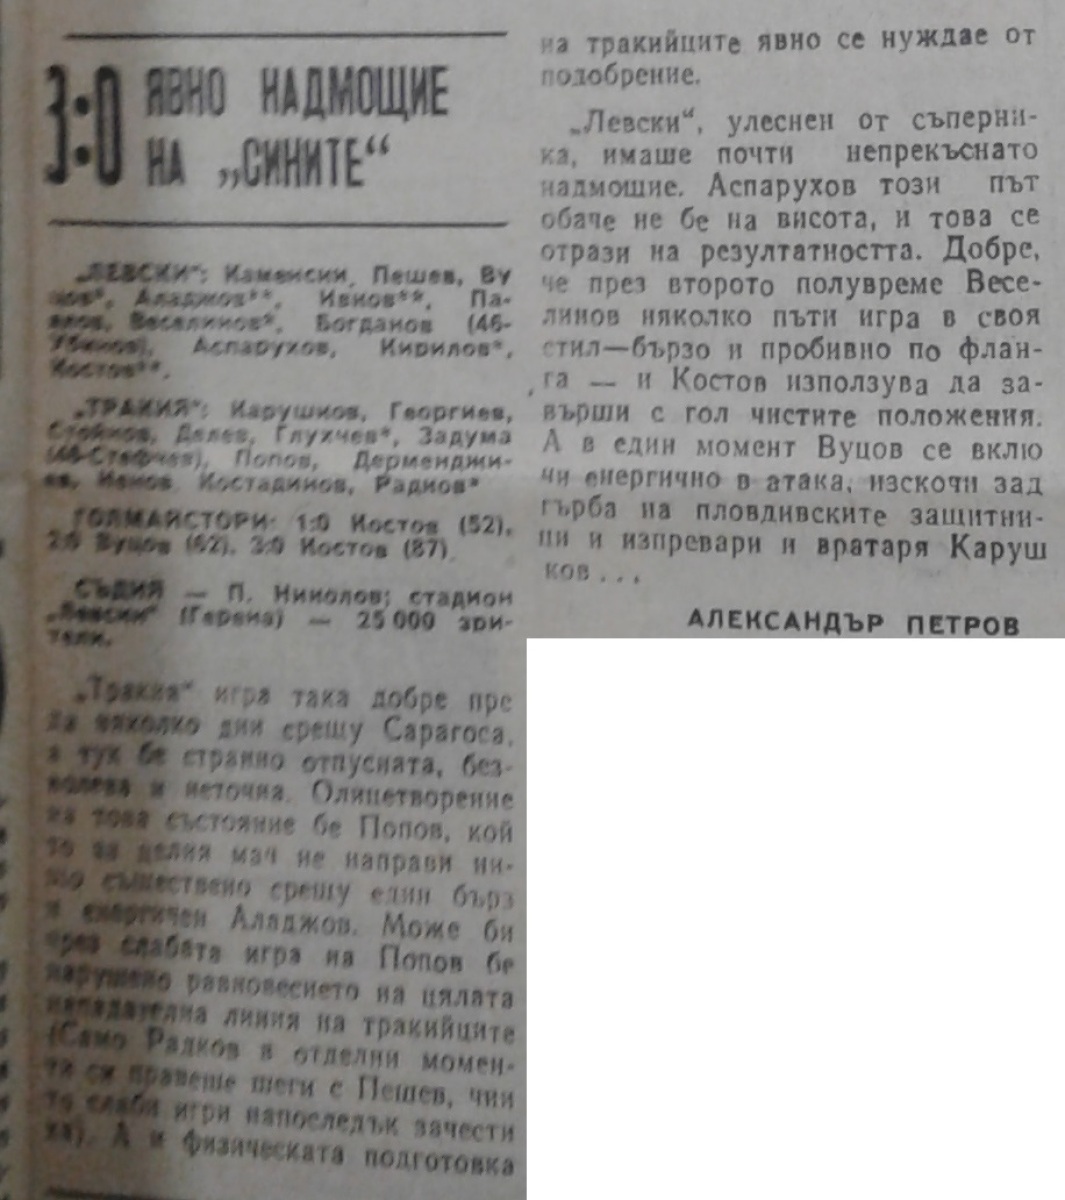 3:0 ЯВНО НАДМОЩИЕ
НА „СИНИТЕ“
„ЛЕВСКИ“: Каменски, Пешев, Ву
цов*, Аладжов**, Ивков**, Па-
влов, Веселинов*, Богданов (46-
Убинов), Аспарухов, Кирилов*,
Костов**.
„ТРАКИЯ“: Карушков, Георгиев,
Стойнов, Делев, Глухчев*, Задума
(46-Стефчев), Попов, Дерменджи-
ев, Иенов, Костадинов, Радков*
ГОЛМАЙСТОРИ: 1:0 Костов (52),
2:0 Вуцов (62), 3:0 Костов (87).
СЪДИЯ — П. Николов; стадион
„Левски“ (Герена) — 25 000 зри-
тели.
„Тракия“ игра така добре пре
ди няколко дни срещу Сарагоса,
а тук бе странно отпусната, без-
волева и неточна. Олицетворение
на това състояние бе Попов, кой
то за целия мач не направи ни-
що съществено срещу един бърз
и енергичен Аладжов. Може би
чрез слабата игра на Попов бе
нарушено равновесието на цялата
нападателна линия на тракийците
(Само Радков в отделни момен-
ти си правеше шеги с Пешев, чии
то слаби игри напоследък зачести
ха). А и физическата подготовка
на тракийците явно се нуждае от
подобрение.
„Левски“, улеснен от съперни-
ка, имаше почти непрекъснато
надмощие. Аспарухов този път
обаче не бе на висота, и това се
отрази на резултатността. Добре,
че през второто полувреме Весе-
линов няколко пъти игра в своя
стил—бързо и пробивно по флан-
га — и Костов използува да за-
върши с гол чистите положения.
А в един момент Вуцов се вклю
чи енергично в атака, изскочи зад
гърба на пловдивските защитни-
ци и изпревари и вратаря Каруш
ков...
АЛЕКСАНДЪР ПЕТРОВ